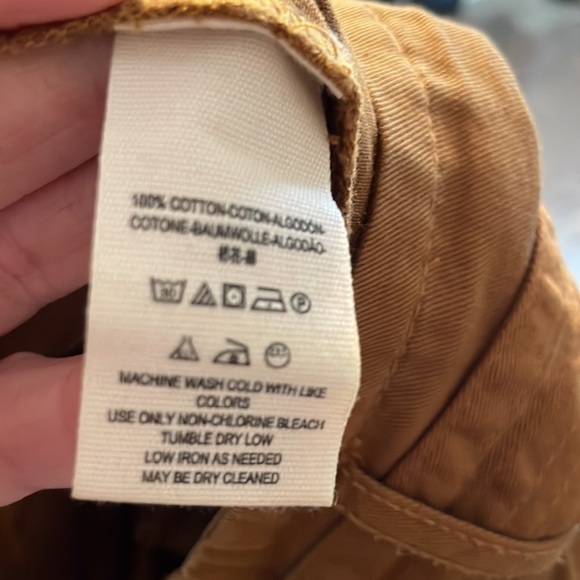 100% COTTON-COTON-ALGODÓN-
COTONE-BAUMWOLLE-ALGODÃO-
MACHINE WASH COLD WITH LIKE
COLORS
USE ONLY NON-CHLORINE BLEACH
TUMBLE DRY LOW
LOW IRON AS NEEDED
MAY BE DRY CLEANED